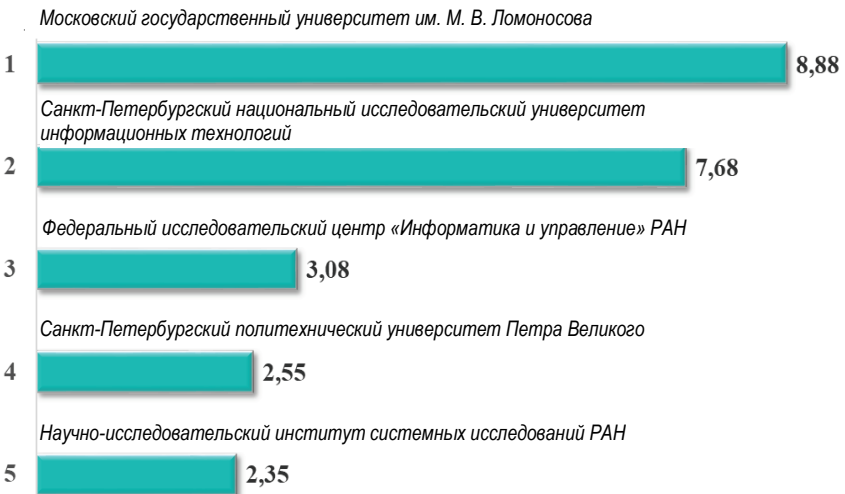 Московский государственный университет им. М. В. Ломоносова
1 8,88
Санкт-Петербургский национальный исследовательский университет
информационных технологий
2 7,68
Федеральный исследовательский центр «Информатика и управление» РАН
3 3,08
Санкт-Петербургский политехнический университет Петра Великого
4 2,55
Научно-исследовательский институт системных исследований РАН
5 2,35